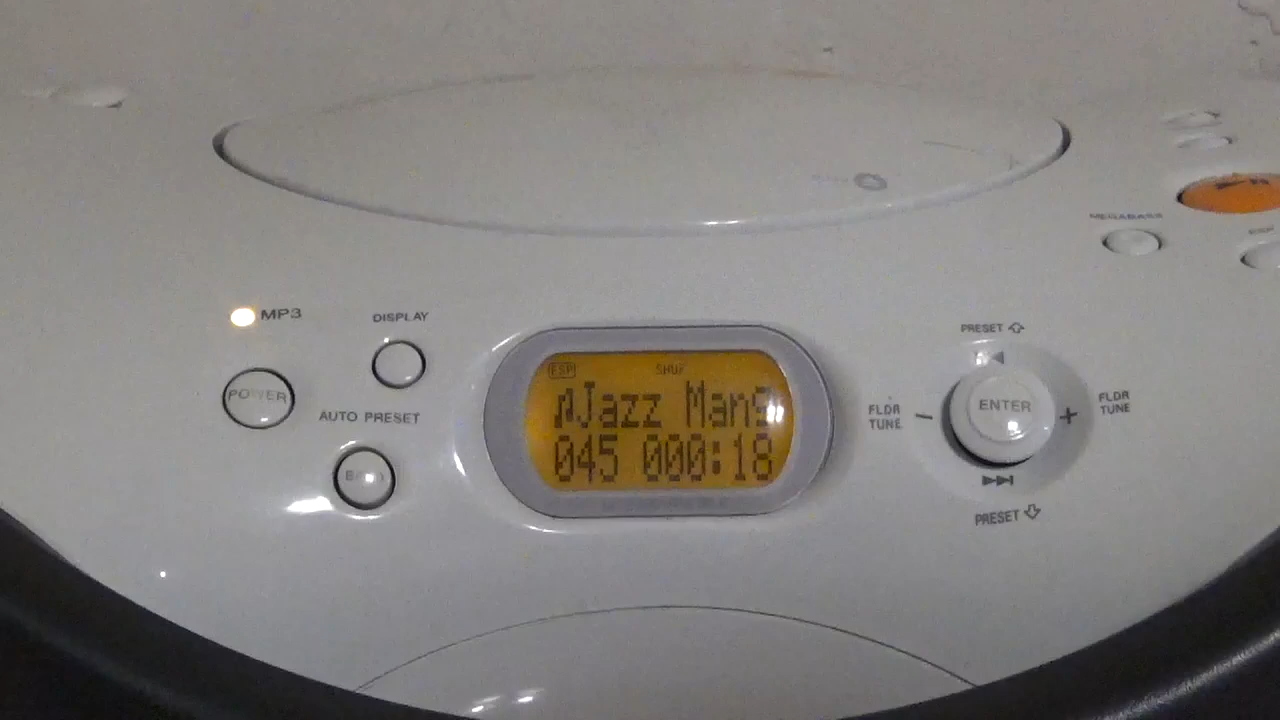 MEGABASS
MP3
DISPLAY
POWER
AUTO PRESET
ESP SHUF
♫Jazz Mans
045 000:18
PRESET
ENTER
FLDR
TUNE
−
+
FLDR
TUNE
PRESET